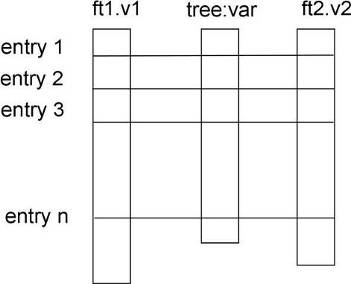 ft1.v1 tree:var ft2.v2
entry 1
entry 2
entry 3
entry n